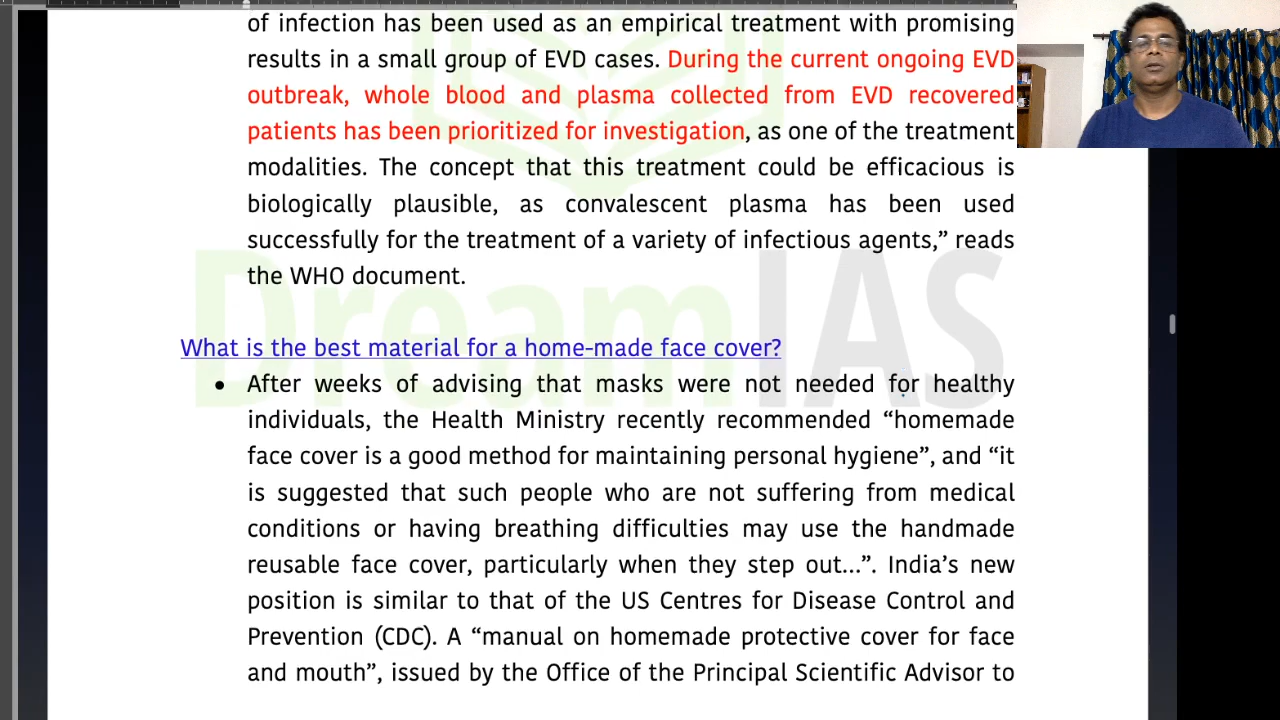 of infection has been used as an empirical treatment with promising
results in a small group of EVD cases. During the current ongoing EVD
outbreak, whole blood and plasma collected from EVD recovered
patients has been prioritized for investigation, as one of the treatment
modalities. The concept that this treatment could be efficacious is
biologically plausible, as convalescent plasma has been used
successfully for the treatment of a variety of infectious agents,” reads
the WHO document.
DreamIAS
What is the best material for a home-made face cover?
● After weeks of advising that masks were not needed for healthy
individuals, the Health Ministry recently recommended “homemade
face cover is a good method for maintaining personal hygiene”, and “it
is suggested that such people who are not suffering from medical
conditions or having breathing difficulties may use the handmade
reusable face cover, particularly when they step out…”. India’s new
position is similar to that of the US Centres for Disease Control and
Prevention (CDC). A “manual on homemade protective cover for face
and mouth”, issued by the Office of the Principal Scientific Advisor to